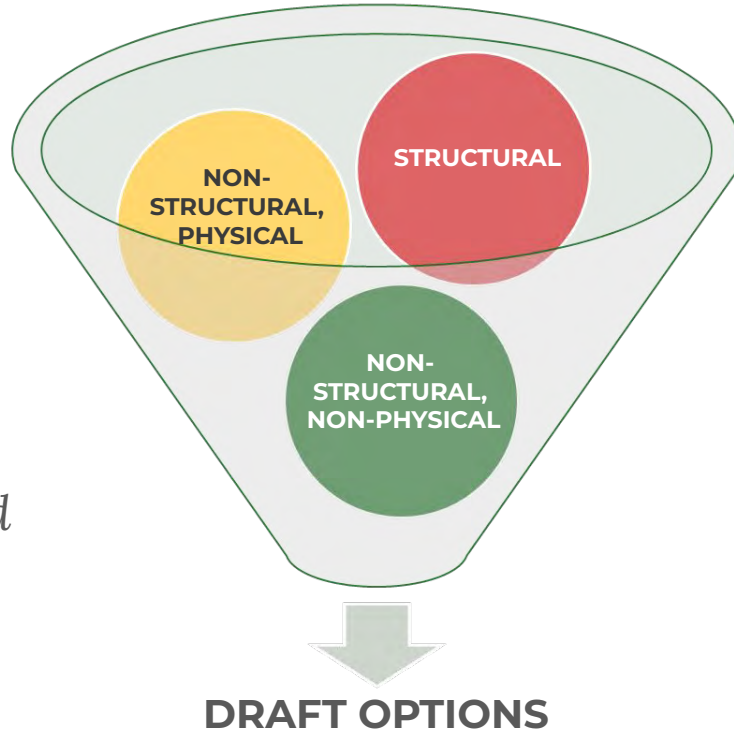 STRUCTURAL
NON-
STRUCTURAL,
PHYSICAL
NON-
STRUCTURAL,
NON-PHYSICAL
d
DRAFT OPTIONS